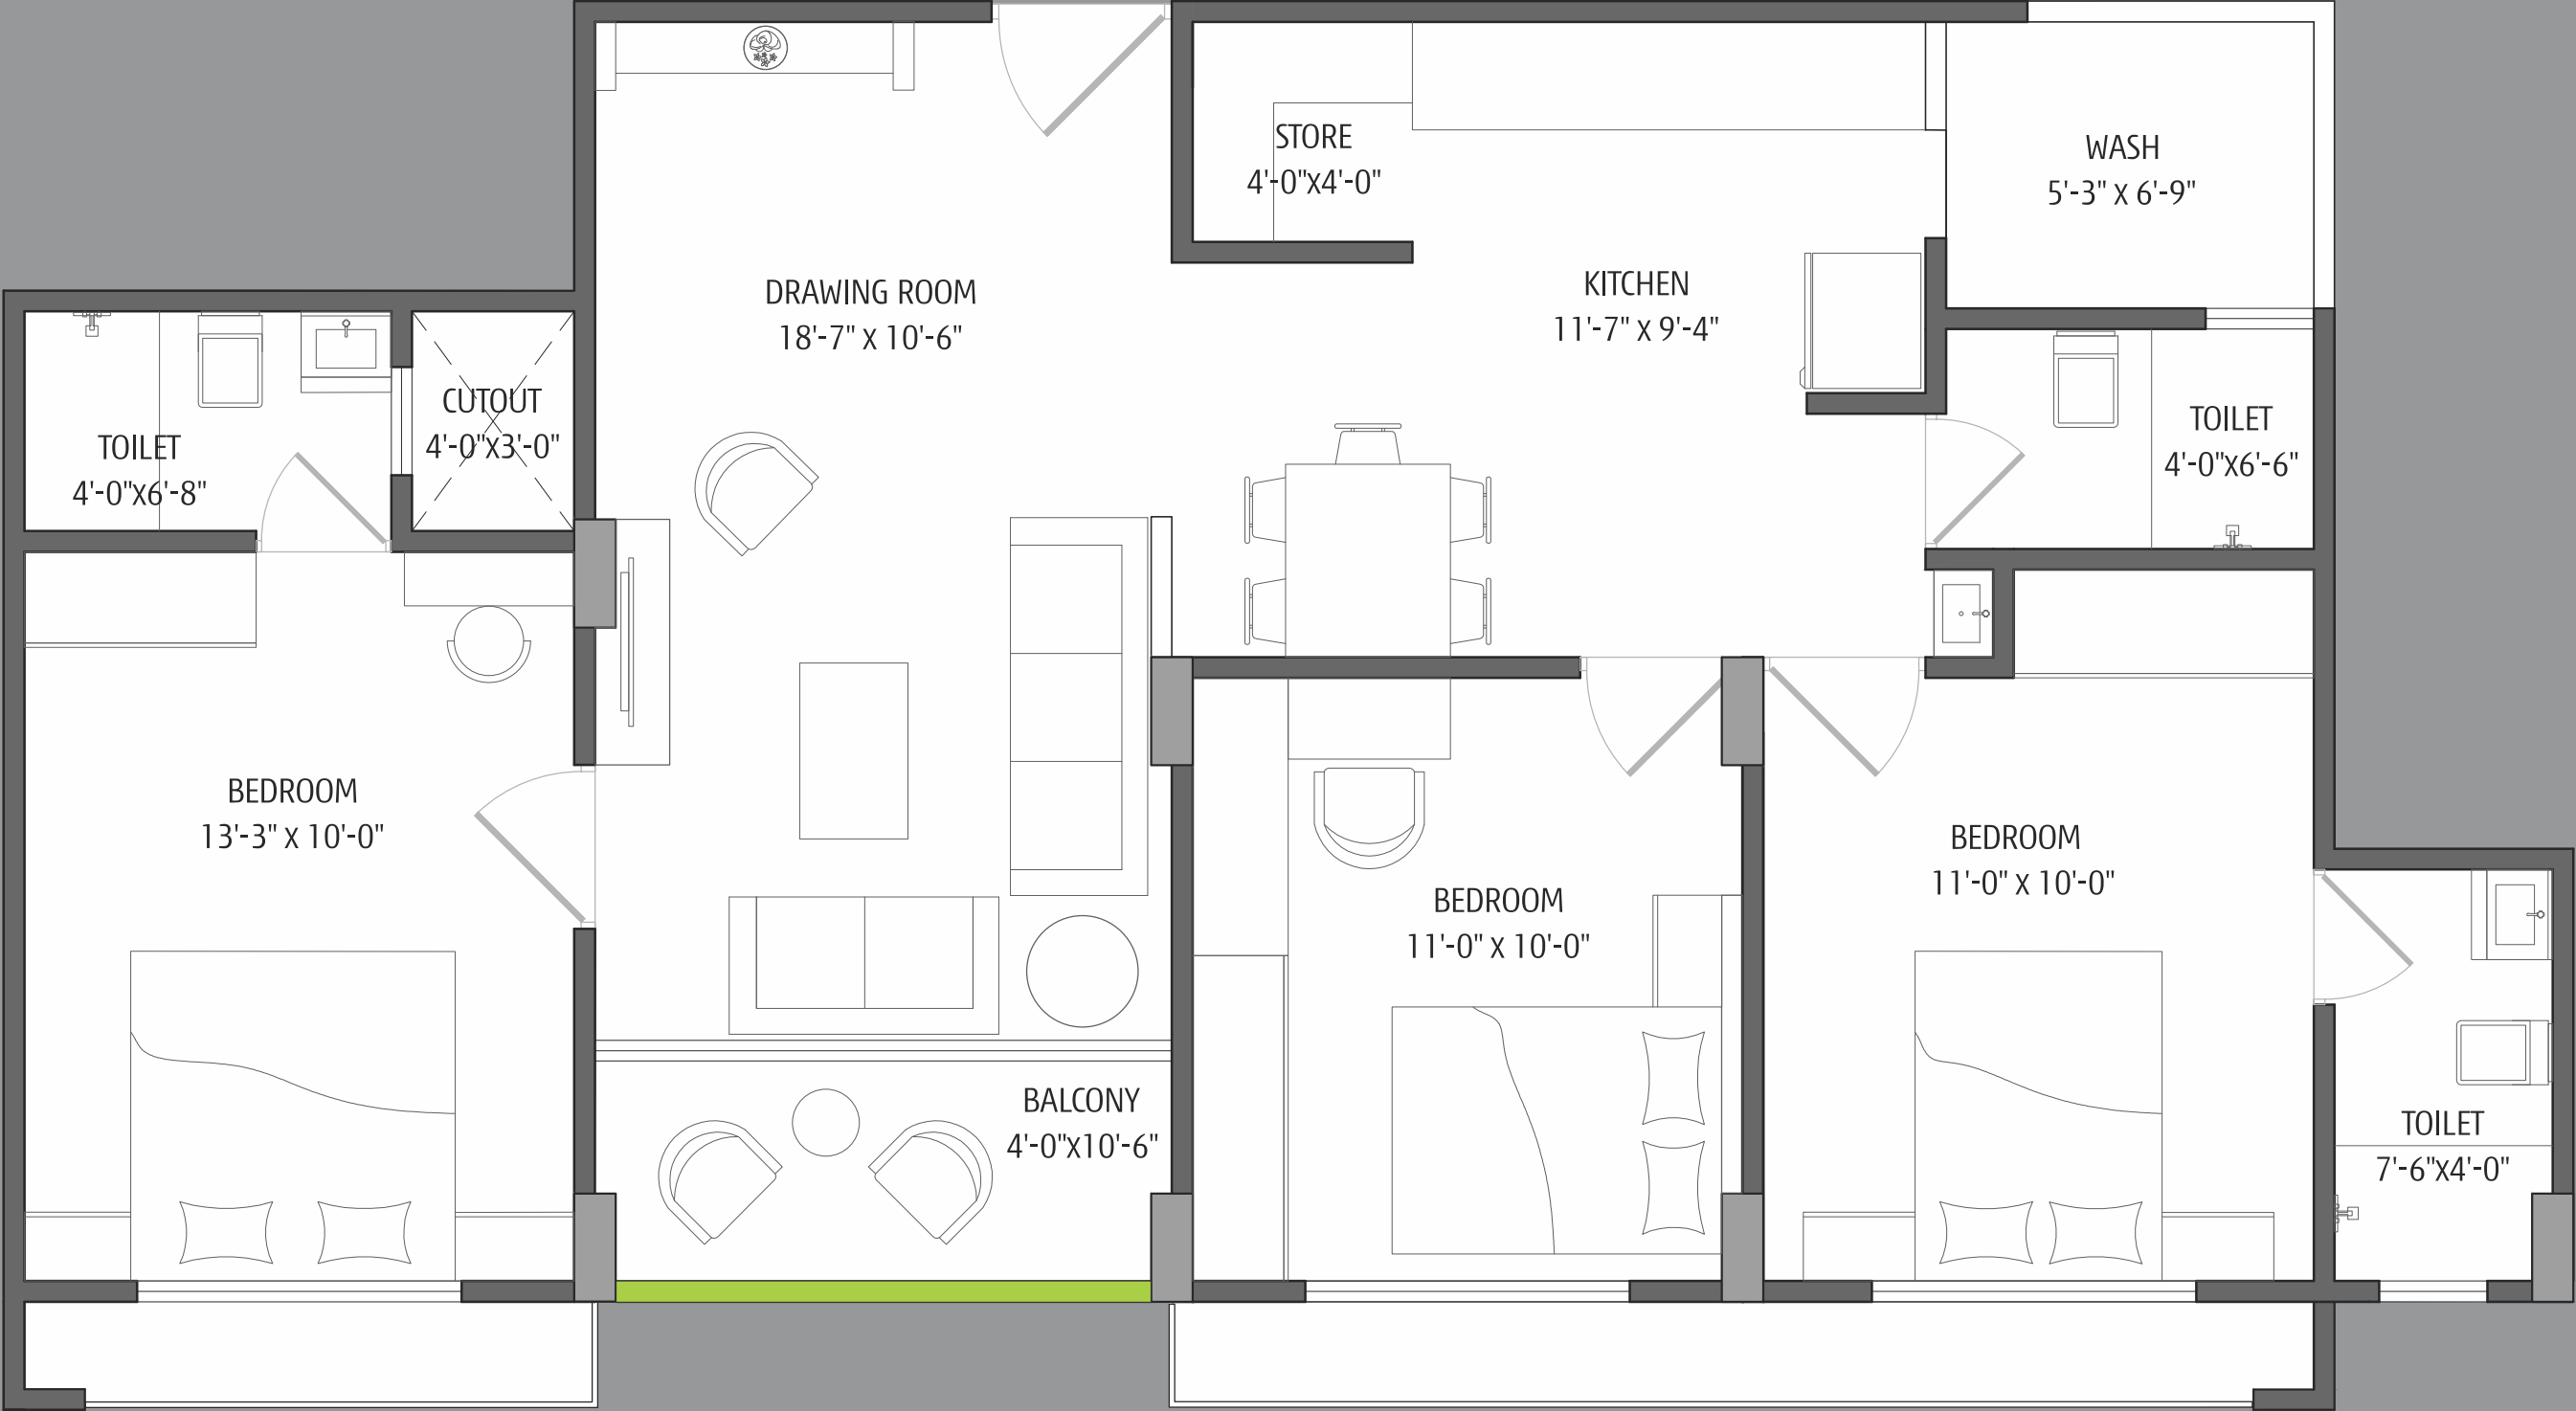 STORE
4'-0"X4'-0"
WASH
5'-3" X 6'-9"
DRAWING ROOM
18'-7" X 10'-6"
KITCHEN
11'-7" X 9'-4"
CUTOUT
4'-0"X3'-0"
TOILET
4'-0"X6'-8"
TOILET
4'-0"X6'-6"
BEDROOM
13'-3" X 10'-0"
BEDROOM
11'-0" X 10'-0"
BEDROOM
11'-0" X 10'-0"
BALCONY
4'-0"X10'-6"
TOILET
7'-6"X4'-0"